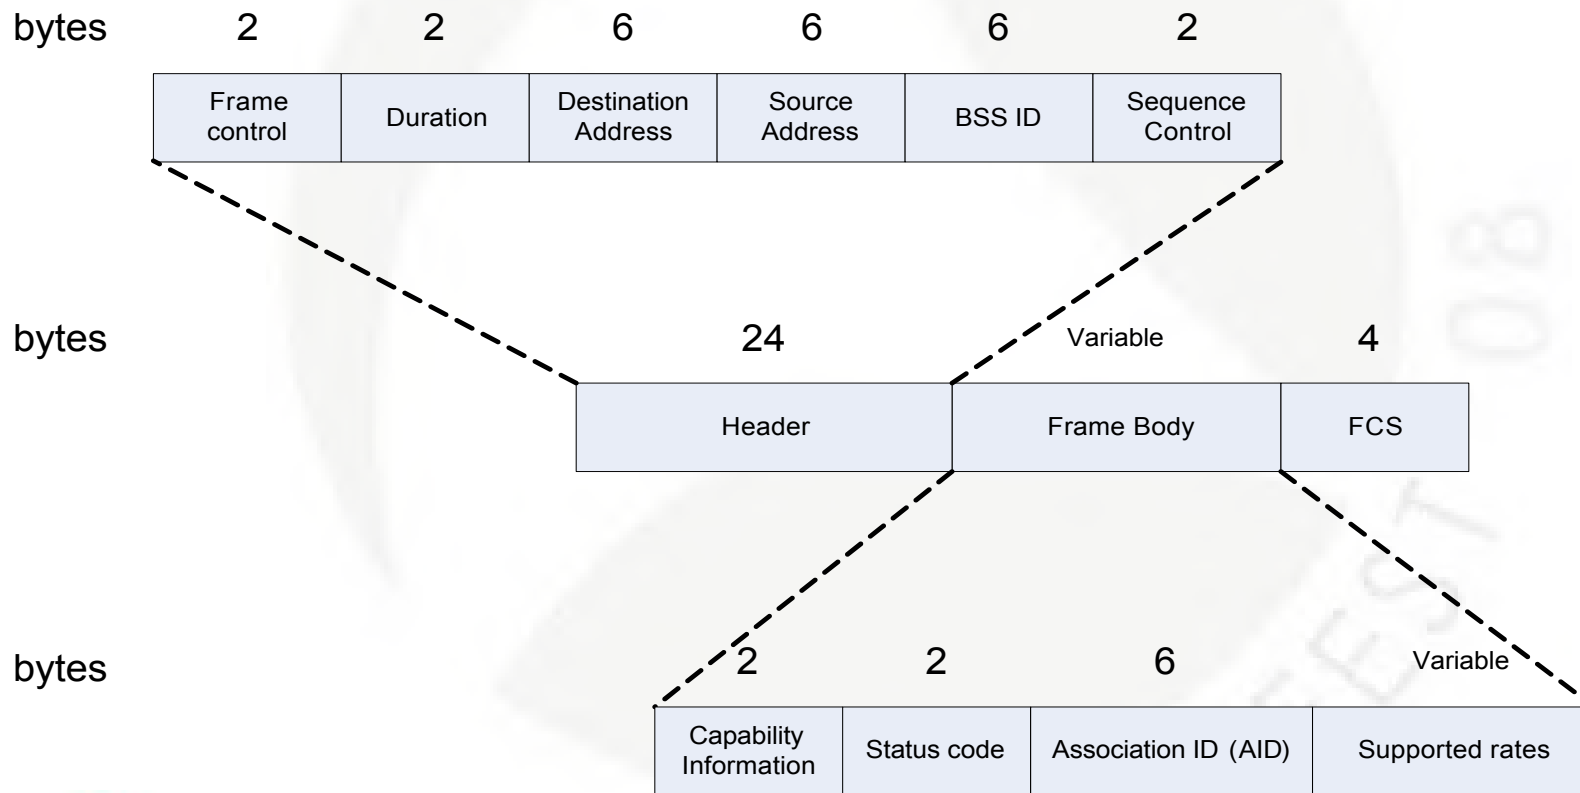 bytes 2 2 6 6 6 2
Frame control
Duration
Destination Address
Source Address
BSS ID
Sequence Control
bytes 24 Variable 4
Header
Frame Body
FCS
bytes 2 2 6 Variable
Capability Information
Status code
Association ID (AID)
Supported rates
08
EST